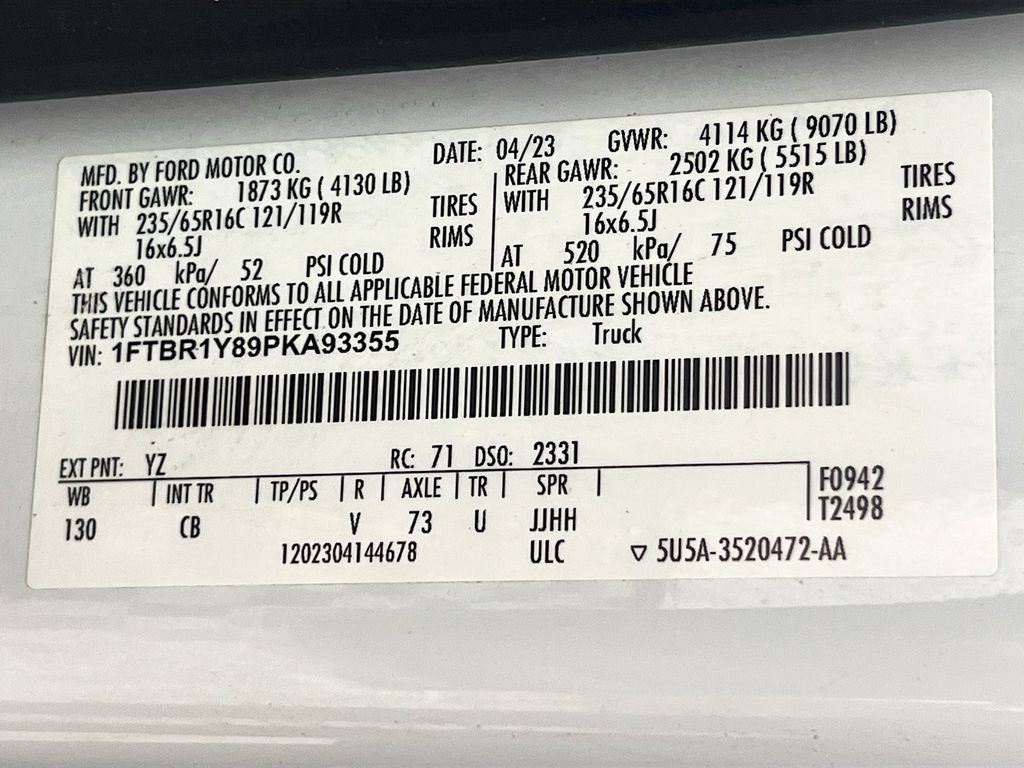 MFD. BY FORD MOTOR CO. DATE: 04/23 GVWR: 4114 KG ( 9070 LB)
FRONT GAWR: 1873 KG ( 4130 LB) REAR GAWR: 2502 KG ( 5515 LB)
WITH 235/65R16C 121/119R TIRES WITH 235/65R16C 121/119R TIRES
16x6.5J RIMS 16x6.5J RIMS
AT 360 kPa/ 52 PSI COLD AT 520 kPa/ 75 PSI COLD
THIS VEHICLE CONFORMS TO ALL APPLICABLE FEDERAL MOTOR VEHICLE
SAFETY STANDARDS IN EFFECT ON THE DATE OF MANUFACTURE SHOWN ABOVE.
VIN: 1FTBR1Y89PKA93355 TYPE: Truck
EXT PNT: YZ RC: 71 DSO: 2331
WB | INT TR | TP/PS | R | AXLE | TR | SPR | F0942
130 CB V 73 U JJHH T2498
1202304144678 ULC ▽ 5U5A-3520472-AA